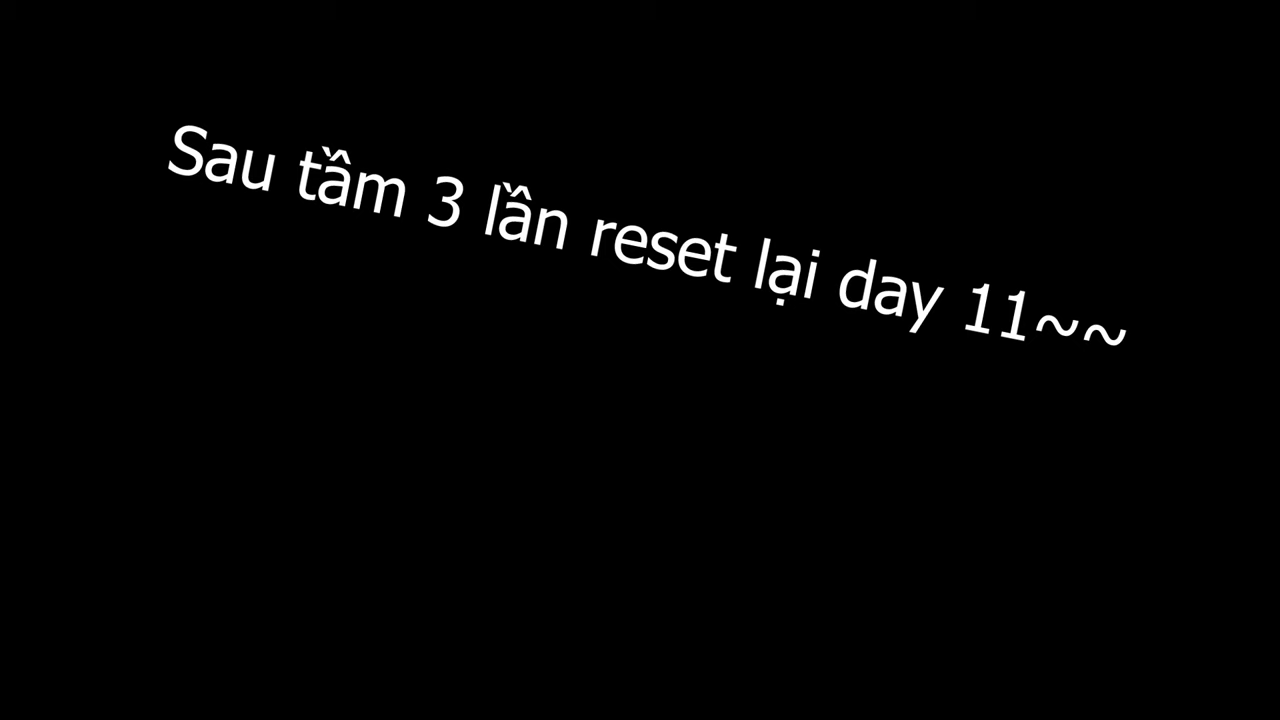 Sau tầm 3 lần reset lại day 11~~